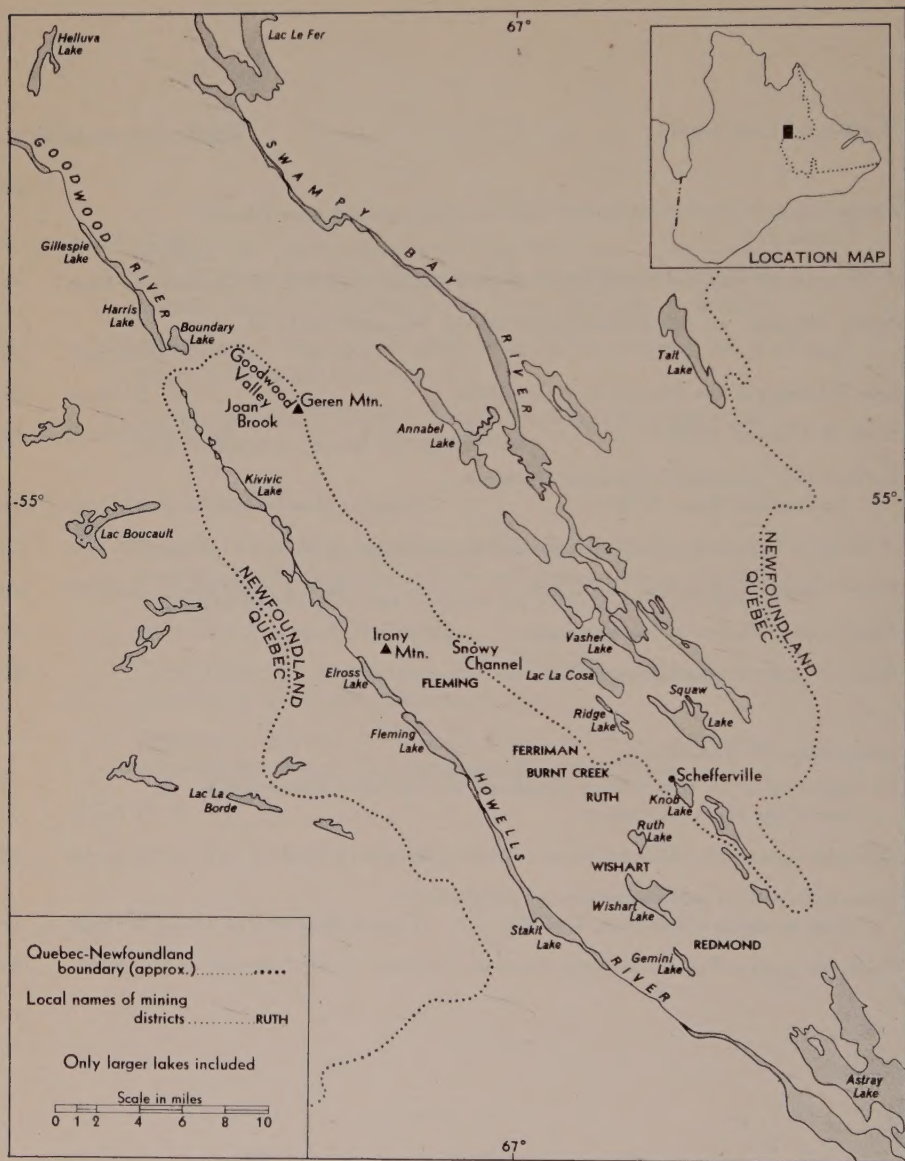 67°
Helluva
Lake
Lac Le Fer
GOODWOOD RIVER
SWAMPY BAY RIVER
LOCATION MAP
Gillespie
Lake
Harris
Lake
Boundary
Lake
Tait
Lake
Goodwood
Valley
Joan
Brook
Geren Mtn.
Annabel
Lake
Kivivic
Lake
-55°
55°-
Lac Boucault
NEWFOUNDLAND
QUEBEC
NEWFOUNDLAND
QUEBEC
Irony
Mtn.
Snowy
Channel
Vasher
Lake
Elross
Lake
FLEMING
Lac La Cosa
Squaw
Lake
Ridge
Lake
Fleming
Lake
FERRIMAN
BURNT CREEK
Schefferville
Lac La
Borde
HOWELLS RIVER
RUTH
Knob
Lake
Ruth
Lake
WISHART
Wishart
Lake
Stakit
Lake
REDMOND
Gemini
Lake
Astray
Lake
Quebec-Newfoundland
boundary (approx.)..........•••••
Local names of mining
districts ........... RUTH
Only larger lakes included
Scale in miles
0 1 2 4 6 8 10
67°